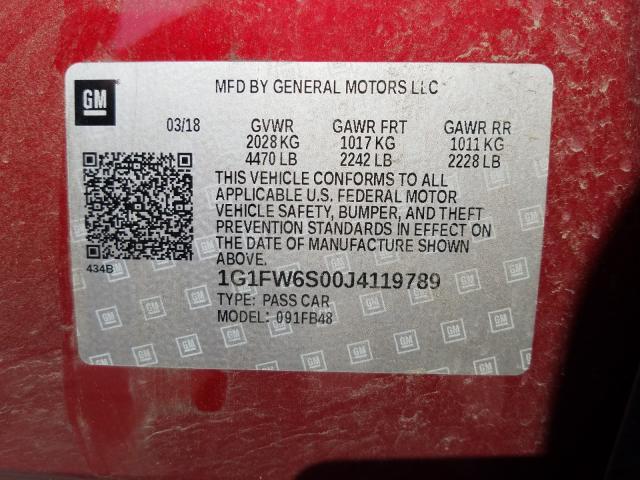 GM
MFD BY GENERAL MOTORS LLC
03/18 GVWR GAWR FRT GAWR RR
2028 KG 1017 KG 1011 KG
4470 LB 2242 LB 2228 LB
THIS VEHICLE CONFORMS TO ALL
APPLICABLE U.S. FEDERAL MOTOR
VEHICLE SAFETY, BUMPER, AND THEFT
PREVENTION STANDARDS IN EFFECT ON
THE DATE OF MANUFACTURE SHOWN
ABOVE.
434B
1G1FW6S00J4119789
TYPE: PASS CAR
MODEL: 091FB48